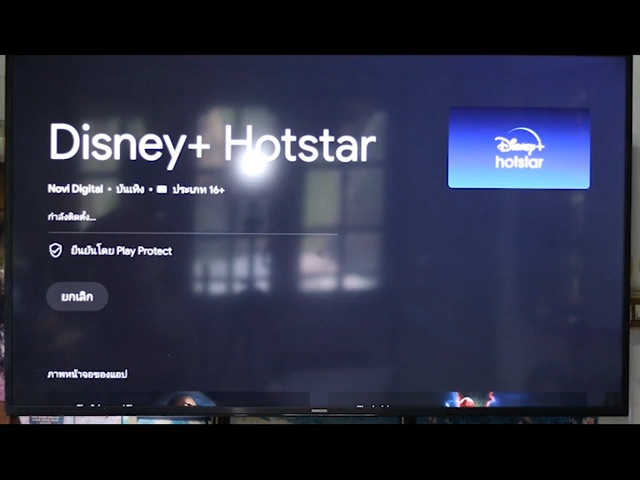 Disney+ Hotstar
Disney+
hotstar
Novi Digital • บันเทิง • ประเภท 16+
กำลังติดตั้ง...
ยืนยันโดย Play Protect
ยกเลิก
ภาพหน้าจอของแอป